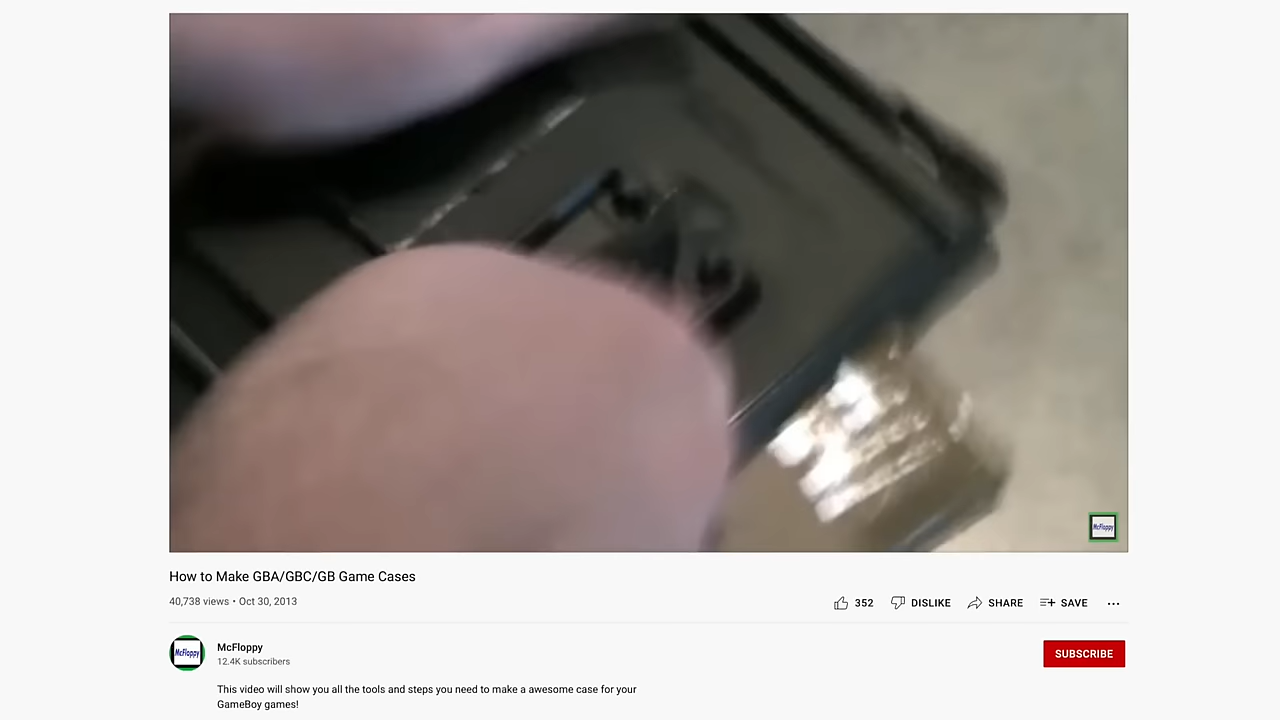 McFloppy
How to Make GBA/GBC/GB Game Cases
40,738 views • Oct 30, 2013
352 DISLIKE SHARE SAVE ...
McFloppy
McFloppy
12.4K subscribers
SUBSCRIBE
This video will show you all the tools and steps you need to make a awesome case for your
GameBoy games!